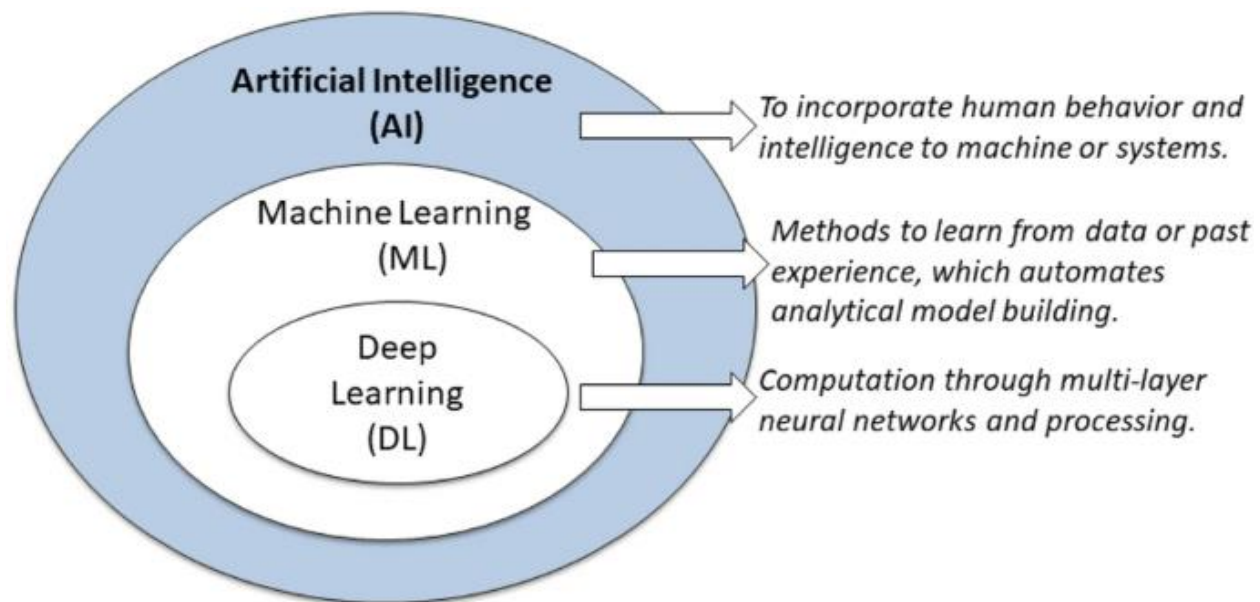 Artificial Intelligence
(AI)
To incorporate human behavior and
intelligence to machine or systems.
Machine Learning
(ML)
Methods to learn from data or past
experience, which automates
analytical model building.
Deep
Learning
(DL)
Computation through multi-layer
neural networks and processing.